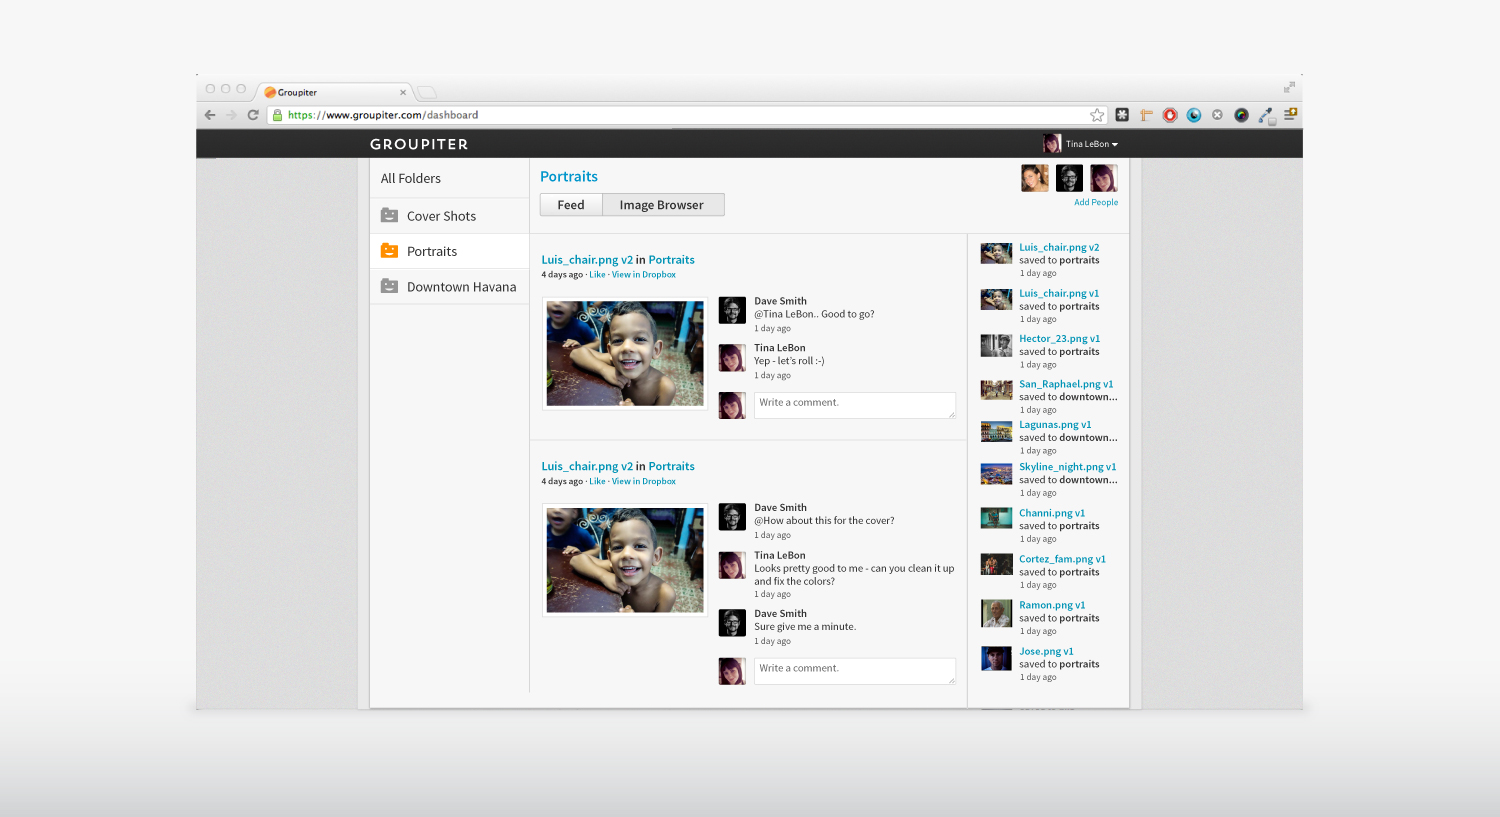 Groupiter
https://www.groupiter.com/dashboard
GROUPITER
Tina LeBon
All Folders
Cover Shots
Portraits
Downtown Havana
Portraits
Feed
Image Browser
Add People
Luis_chair.png v2 in Portraits
4 days ago · Like · View in Dropbox
Dave Smith
@Tina LeBon.. Good to go?
1 day ago
Tina LeBon
Yep - let's roll :-)
1 day ago
Write a comment.
Luis_chair.png v2 in Portraits
4 days ago · Like · View in Dropbox
Dave Smith
@How about this for the cover?
1 day ago
Tina LeBon
Looks pretty good to me - can you clean it up
and fix the colors?
1 day ago
Dave Smith
Sure give me a minute.
1 day ago
Write a comment.
Luis_chair.png v2
saved to portraits
1 day ago
Luis_chair.png v1
saved to portraits
1 day ago
Hector_23.png v1
saved to portraits
1 day ago
San_Raphael.png v1
saved to downtown...
1 day ago
Lagunas.png v1
saved to downtown...
1 day ago
Skyline_night.png v1
saved to downtown...
1 day ago
Channi.png v1
saved to portraits
1 day ago
Cortez_fam.png v1
saved to portraits
1 day ago
Ramon.png v1
saved to portraits
1 day ago
Jose.png v1
saved to portraits
1 day ago